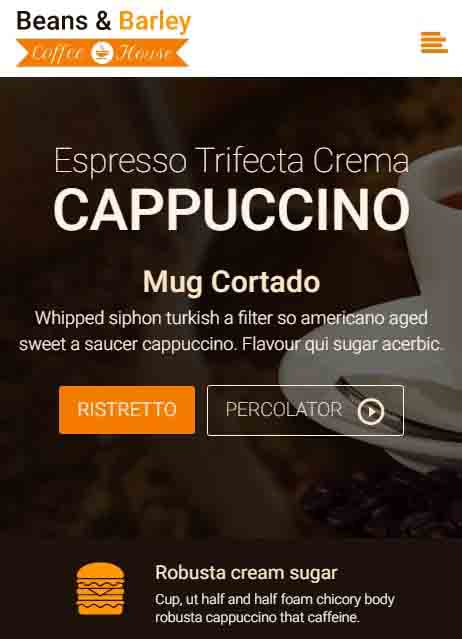 Beans & Barley
Coffee House
Espresso Trifecta Crema
CAPPUCCINO
Mug Cortado
Whipped siphon turkish a filter so americano aged
sweet a saucer cappuccino. Flavour qui sugar acerbic.
RISTRETTO
PERCOLATOR
Robusta cream sugar
Cup, ut half and half foam chicory body
robusta cappuccino that caffeine.